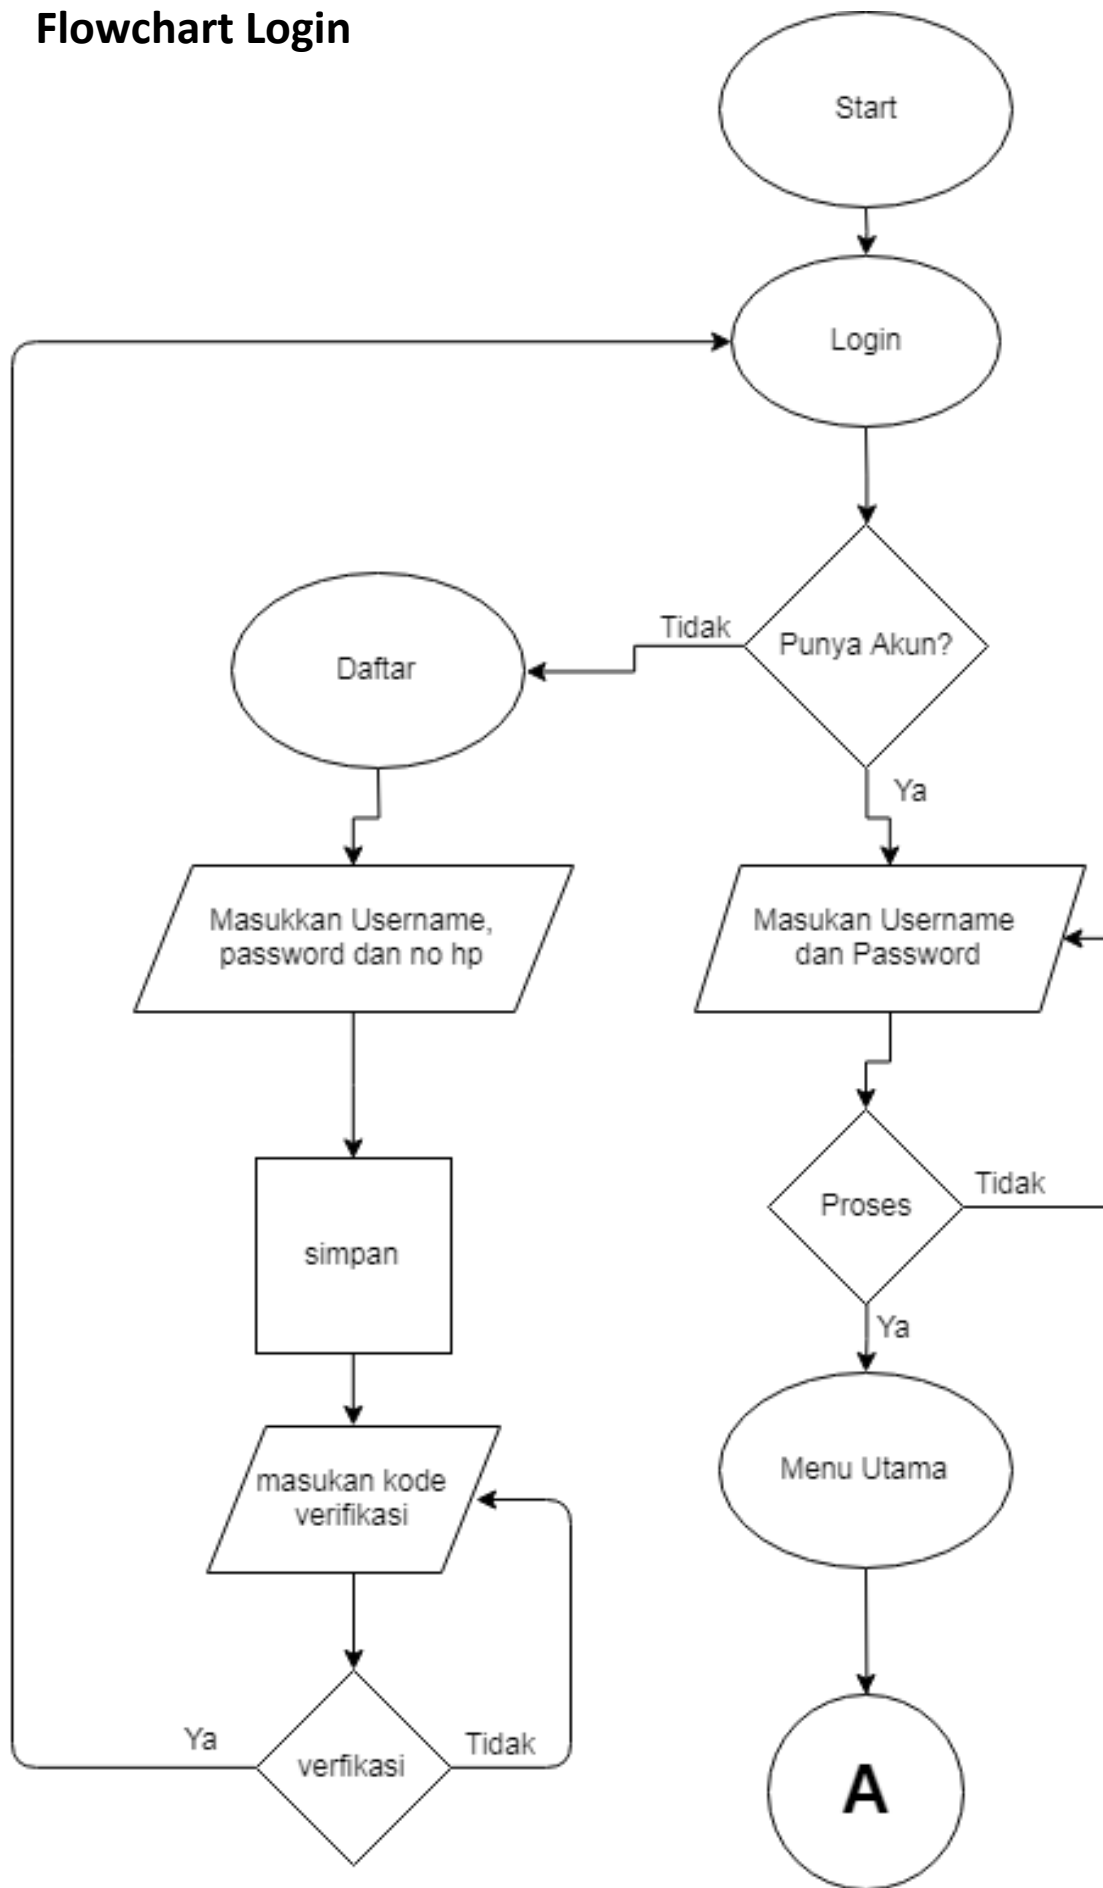 Flowchart Login
Start
Login
Punya Akun?
Tidak
Daftar
Ya
Masukkan Username,
password dan no hp
Masukan Username
dan Password
simpan
Proses
Tidak
Ya
masukan kode
verifikasi
Menu Utama
verfikasi
Ya
Tidak
A